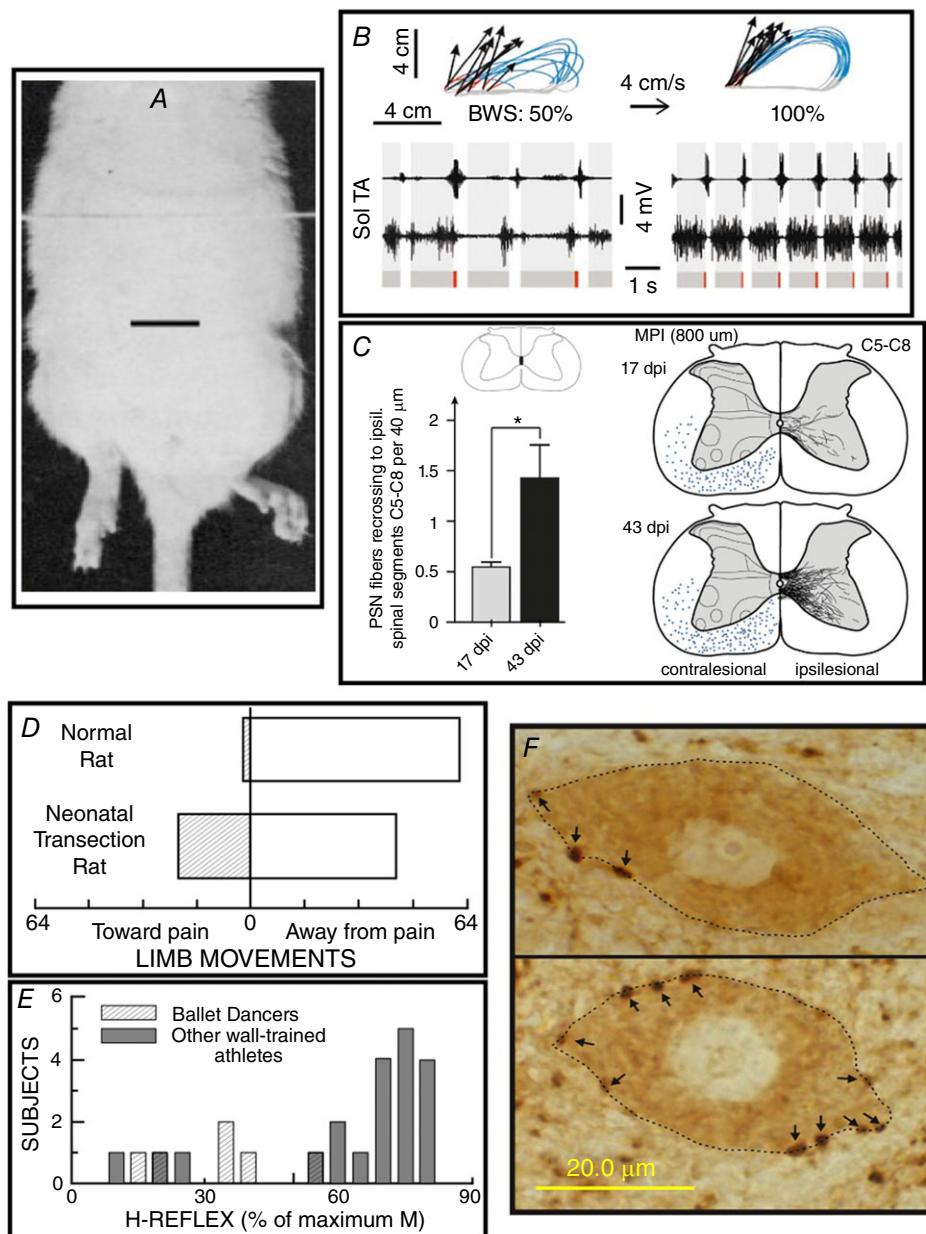 A
B
4 cm
4 cm
BWS: 50%
4 cm/s
100%
Sol TA
4 mV
1 s
C
PSN fibers recrossing to ipsil.
spinal segments C5-C8 per 40 µm
2
*
1.5
1
0.5
0
17 dpi
43 dpi
MPI (800 um)
C5-C8
17 dpi
43 dpi
contralesional
ipsilesional
D
Normal
Rat
Neonatal
Transection
Rat
64
Toward pain
0
Away from pain
64
LIMB MOVEMENTS
E
SUBJECTS
6
4
2
0
Ballet Dancers
Other wall-trained
athletes
0
30
60
90
H-REFLEX (% of maximum M)
F
20.0 µm